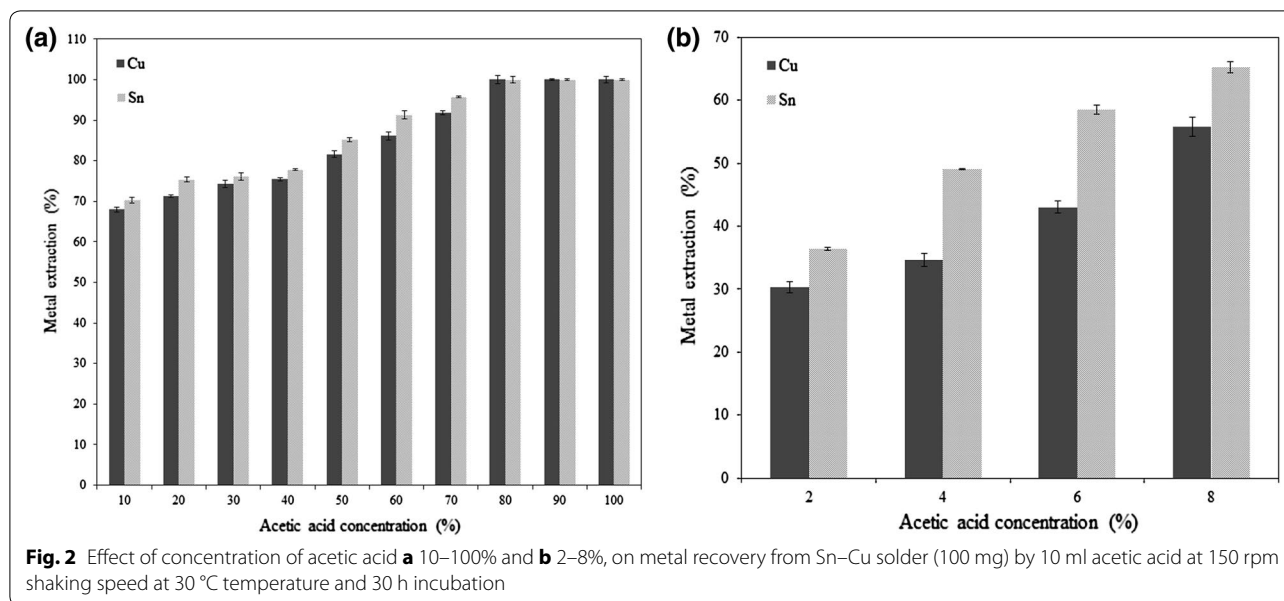 (a)
110
100
90
80
70
60
50
40
30
20
10
0
Metal extraction (%)
Cu
Sn
10 20 30 40 50 60 70 80 90 100
Acetic acid concentration (%)
(b)
70
60
50
40
30
20
10
0
Metal extraction (%)
Cu
Sn
2 4 6 8
Acetic acid concentration (%)
Fig. 2 Effect of concentration of acetic acid a 10–100% and b 2–8%, on metal recovery from Sn–Cu solder (100 mg) by 10 ml acetic acid at 150 rpm
shaking speed at 30 °C temperature and 30 h incubation